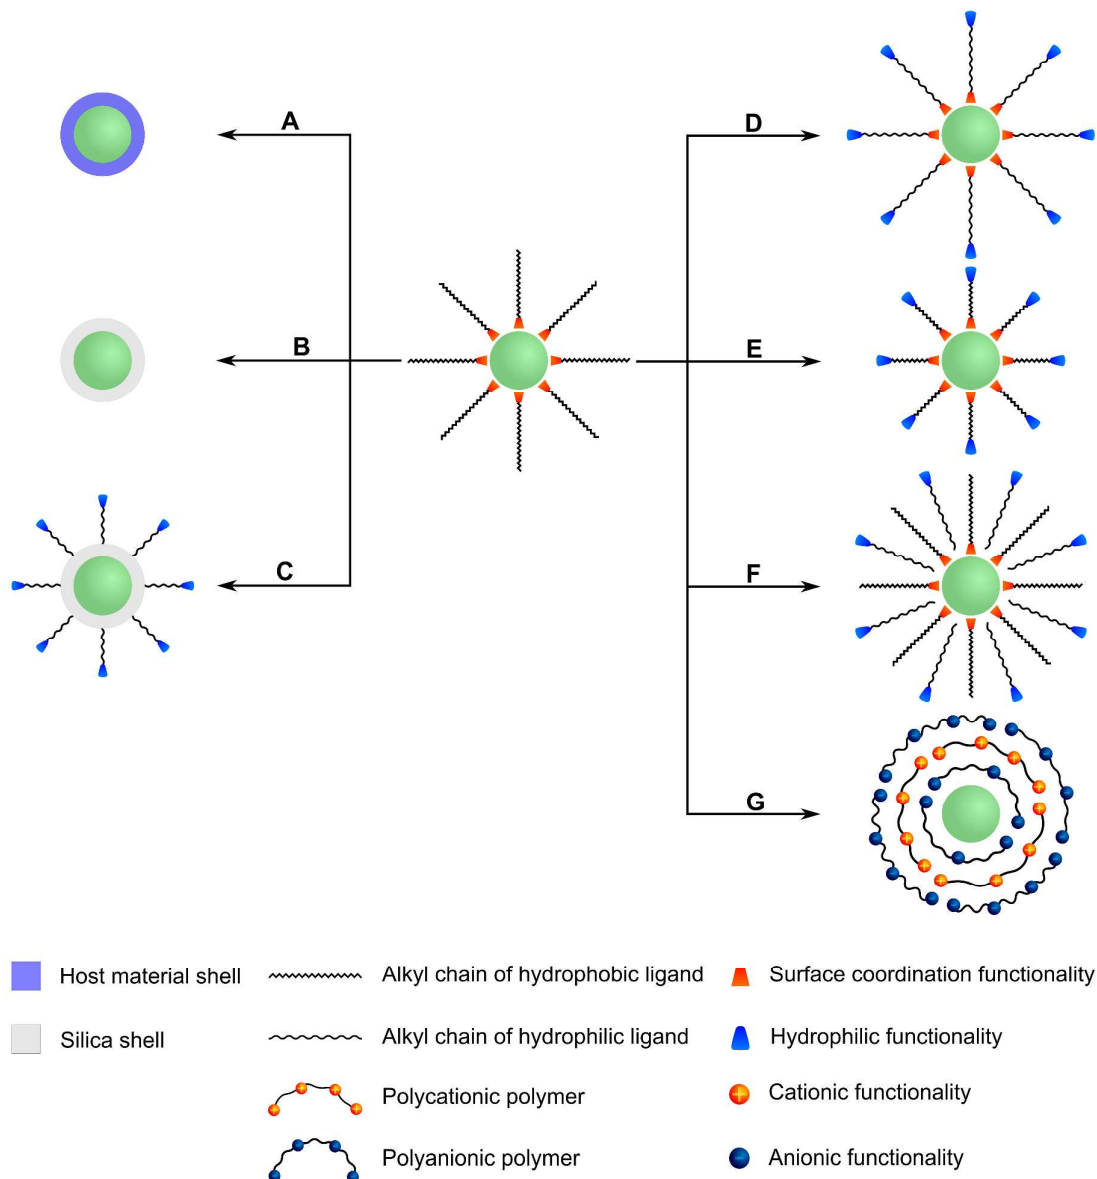 A
D
B
E
C
F
G
Host material shell
Alkyl chain of hydrophobic ligand
Surface coordination functionality
Silica shell
Alkyl chain of hydrophilic ligand
Hydrophilic functionality
Polycationic polymer
Cationic functionality
Polyanionic polymer
Anionic functionality